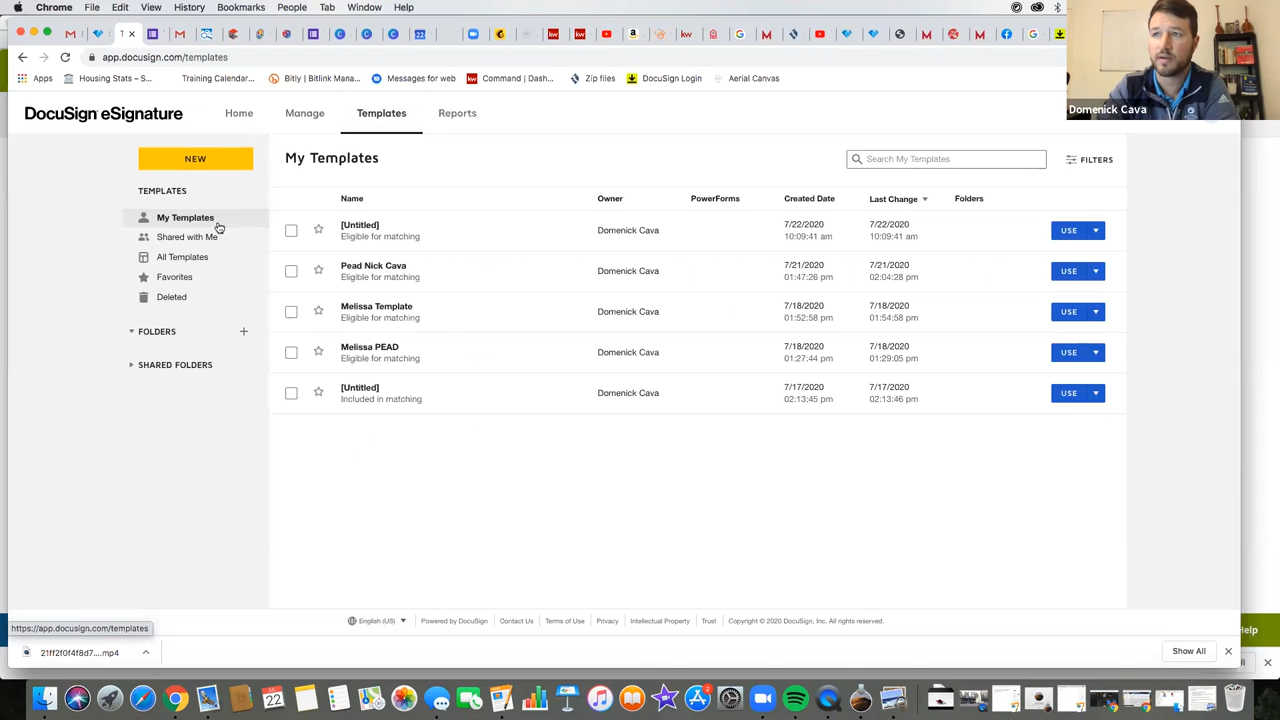 Chrome File Edit View History Bookmarks People Tab Window Help
app.docusign.com/templates
Apps Housing Stats – S... Training Calendar... Bitly | Bitlink Mana... Messages for web Command | Dash... Zip files DocuSign Login Aerial Canvas
Domenick Cava
DocuSign eSignature Home Manage Templates Reports
NEW
TEMPLATES
My Templates
Shared with Me
All Templates
Favorites
Deleted
FOLDERS
SHARED FOLDERS
My Templates
Search My Templates
FILTERS
Name Owner PowerForms Created Date Last Change Folders
[Untitled] 7/22/2020 7/22/2020
Eligible for matching Domenick Cava 10:09:41 am 10:09:41 am USE
Pead Nick Cava 7/21/2020 7/21/2020
Eligible for matching Domenick Cava 01:47:26 pm 02:04:28 pm USE
Melissa Template 7/18/2020 7/18/2020
Eligible for matching Domenick Cava 01:52:58 pm 01:54:58 pm USE
Melissa PEAD 7/18/2020 7/18/2020
Eligible for matching Domenick Cava 01:27:44 pm 01:29:05 pm USE
[Untitled] 7/17/2020 7/17/2020
Included in matching Domenick Cava 02:13:45 pm 02:13:46 pm USE
English (US) Powered by DocuSign Contact Us Terms of Use Privacy Intellectual Property Trust Copyright © 2020 DocuSign, Inc. All rights reserved.
https://app.docusign.com/templates
Help
21ff2f0f4f8d7....mp4
Show All